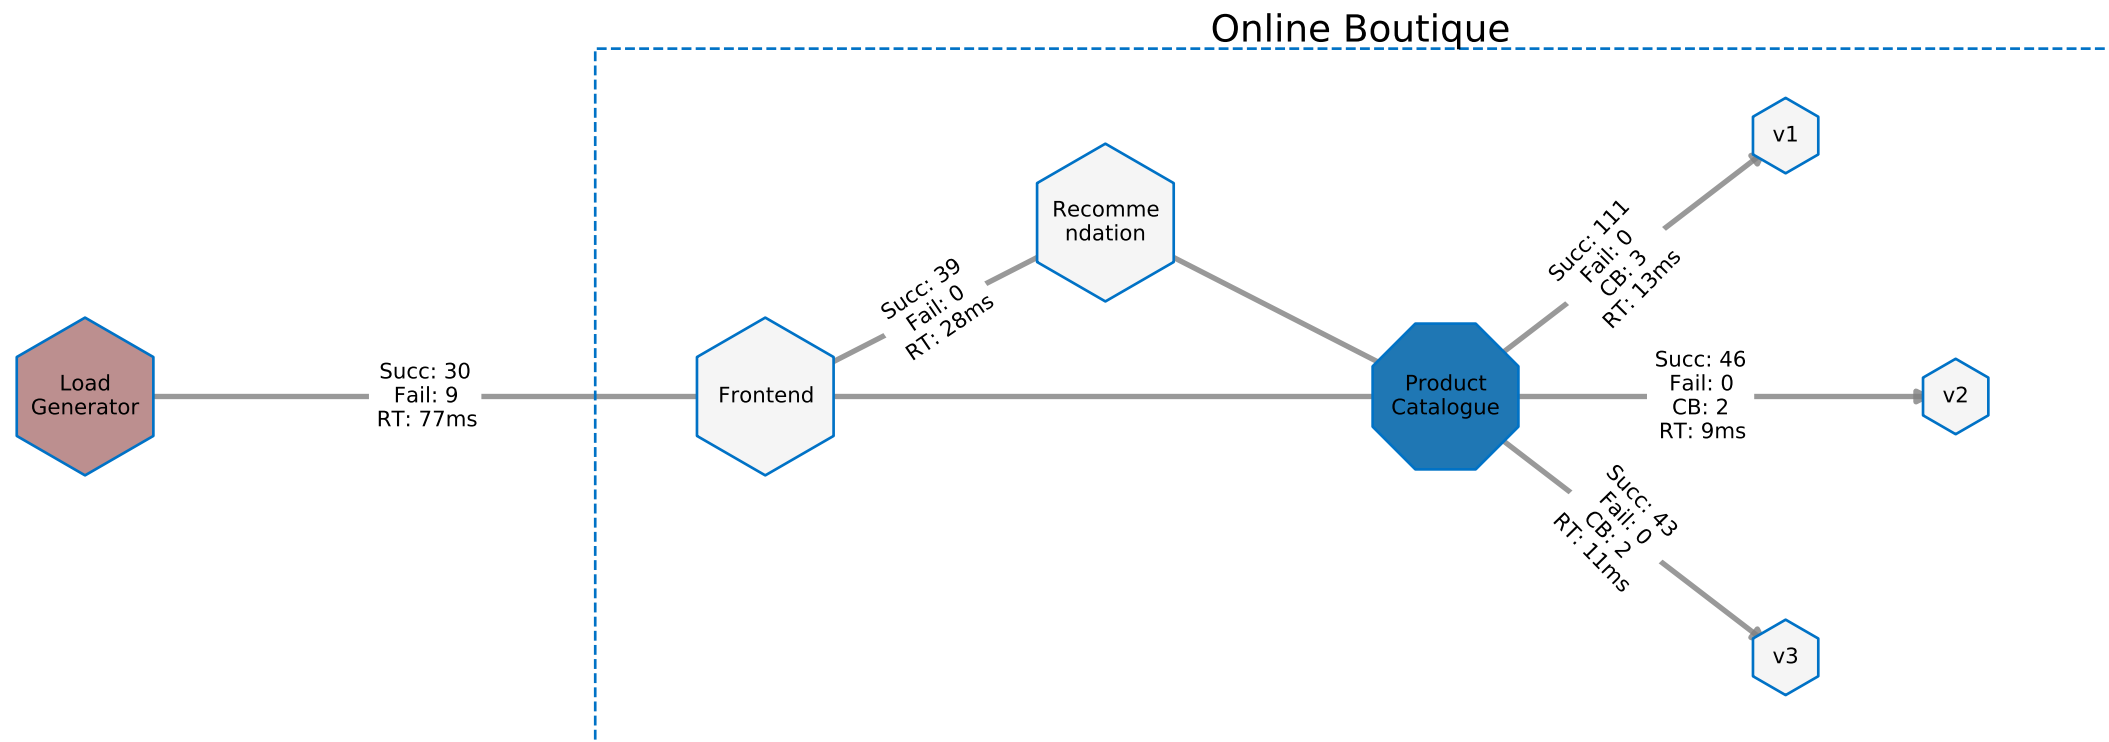 Online Boutique
Load
Generator
Succ: 30
Fail: 9
RT: 77ms
Frontend
Succ: 39
Fail: 0
RT: 28ms
Recomme
ndation
Product
Catalogue
Succ: 111
Fail: 0
CB: 3
RT: 13ms
v1
Succ: 46
Fail: 0
CB: 2
RT: 9ms
v2
Succ: 43
Fail: 0
CB: 2
RT: 11ms
v3